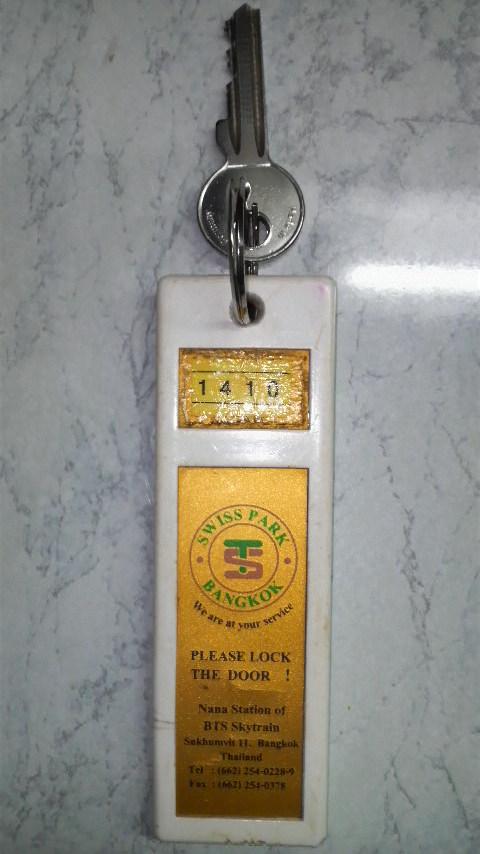 1410
SWISS PARK
TS
BANGKOK
We are at your service
PLEASE LOCK
THE DOOR !
Nana Station of
BTS Skytrain
Sukhumvit 11. Bangkok
Thailand
Tel : (662) 254-0228-9
Fax : (662) 254-0378